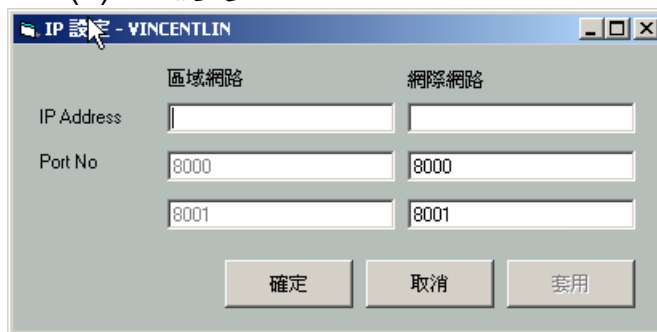 IP 設定 - VINCENTLIN
區域網路 網際網路
IP Address
Port No 8000 8000
8001 8001
確定 取消 套用